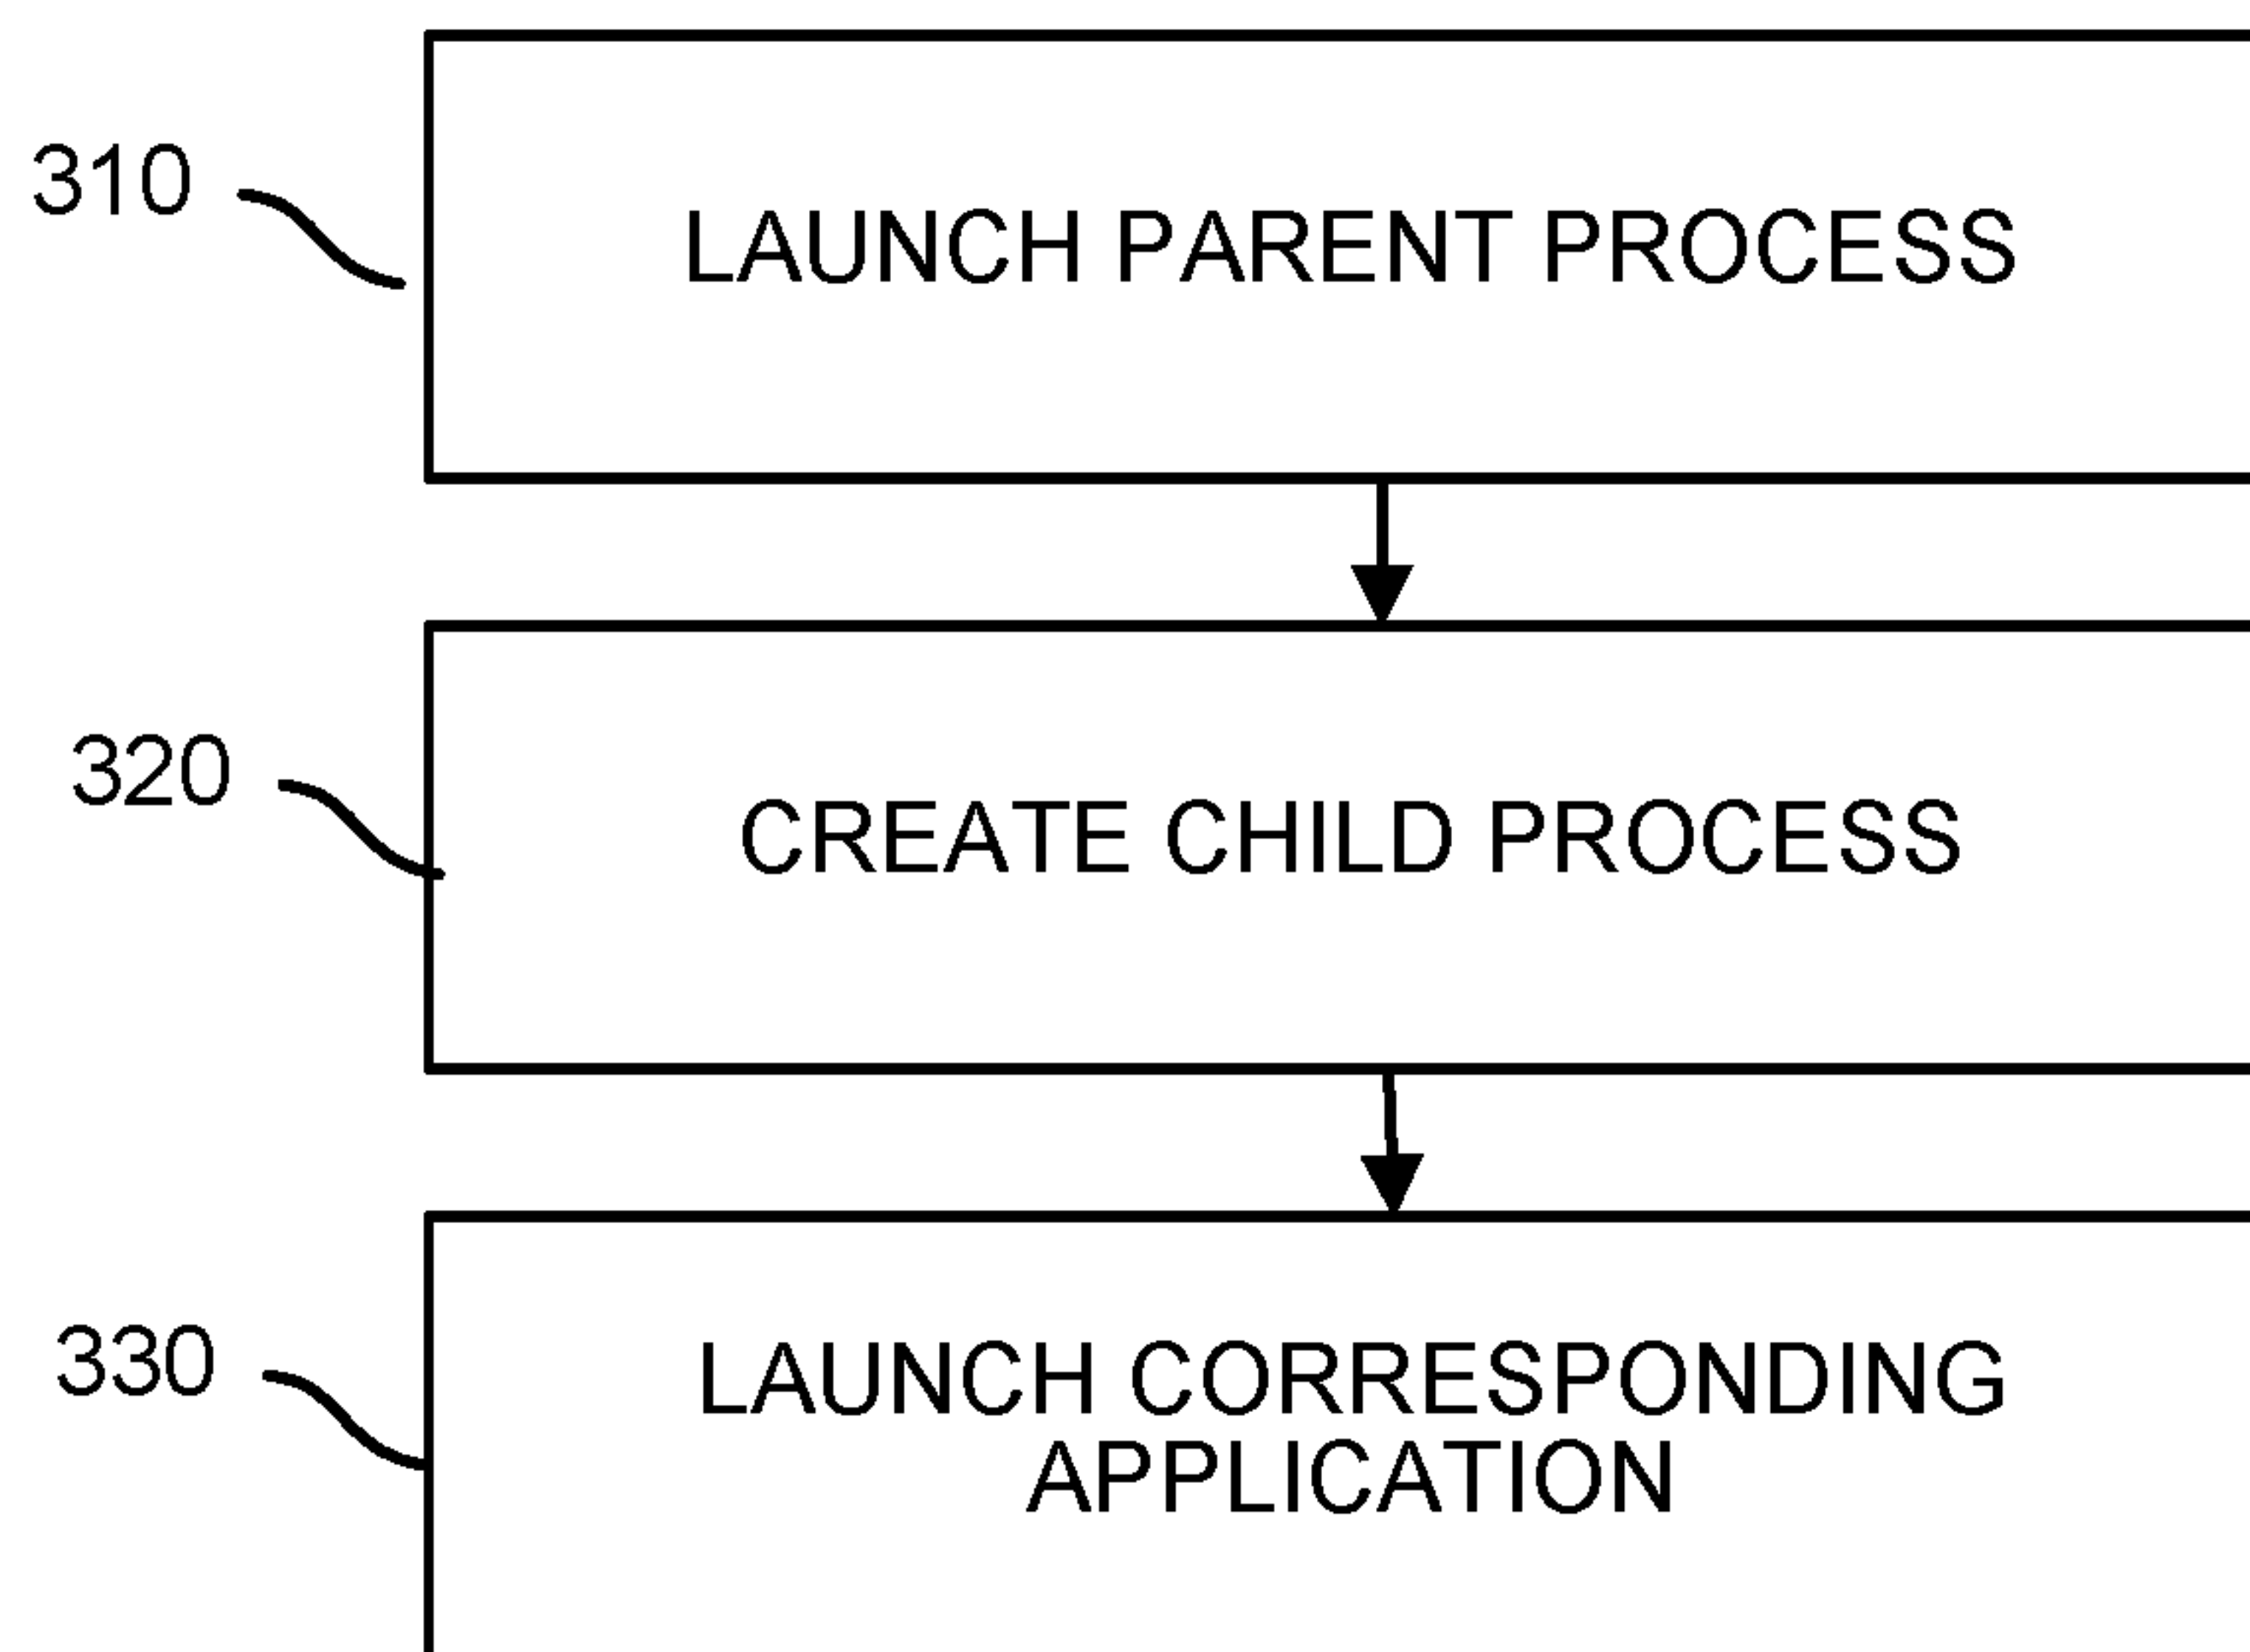 310
LAUNCH PARENT PROCESS
320
CREATE CHILD PROCESS
330
LAUNCH CORRESPONDING
APPLICATION